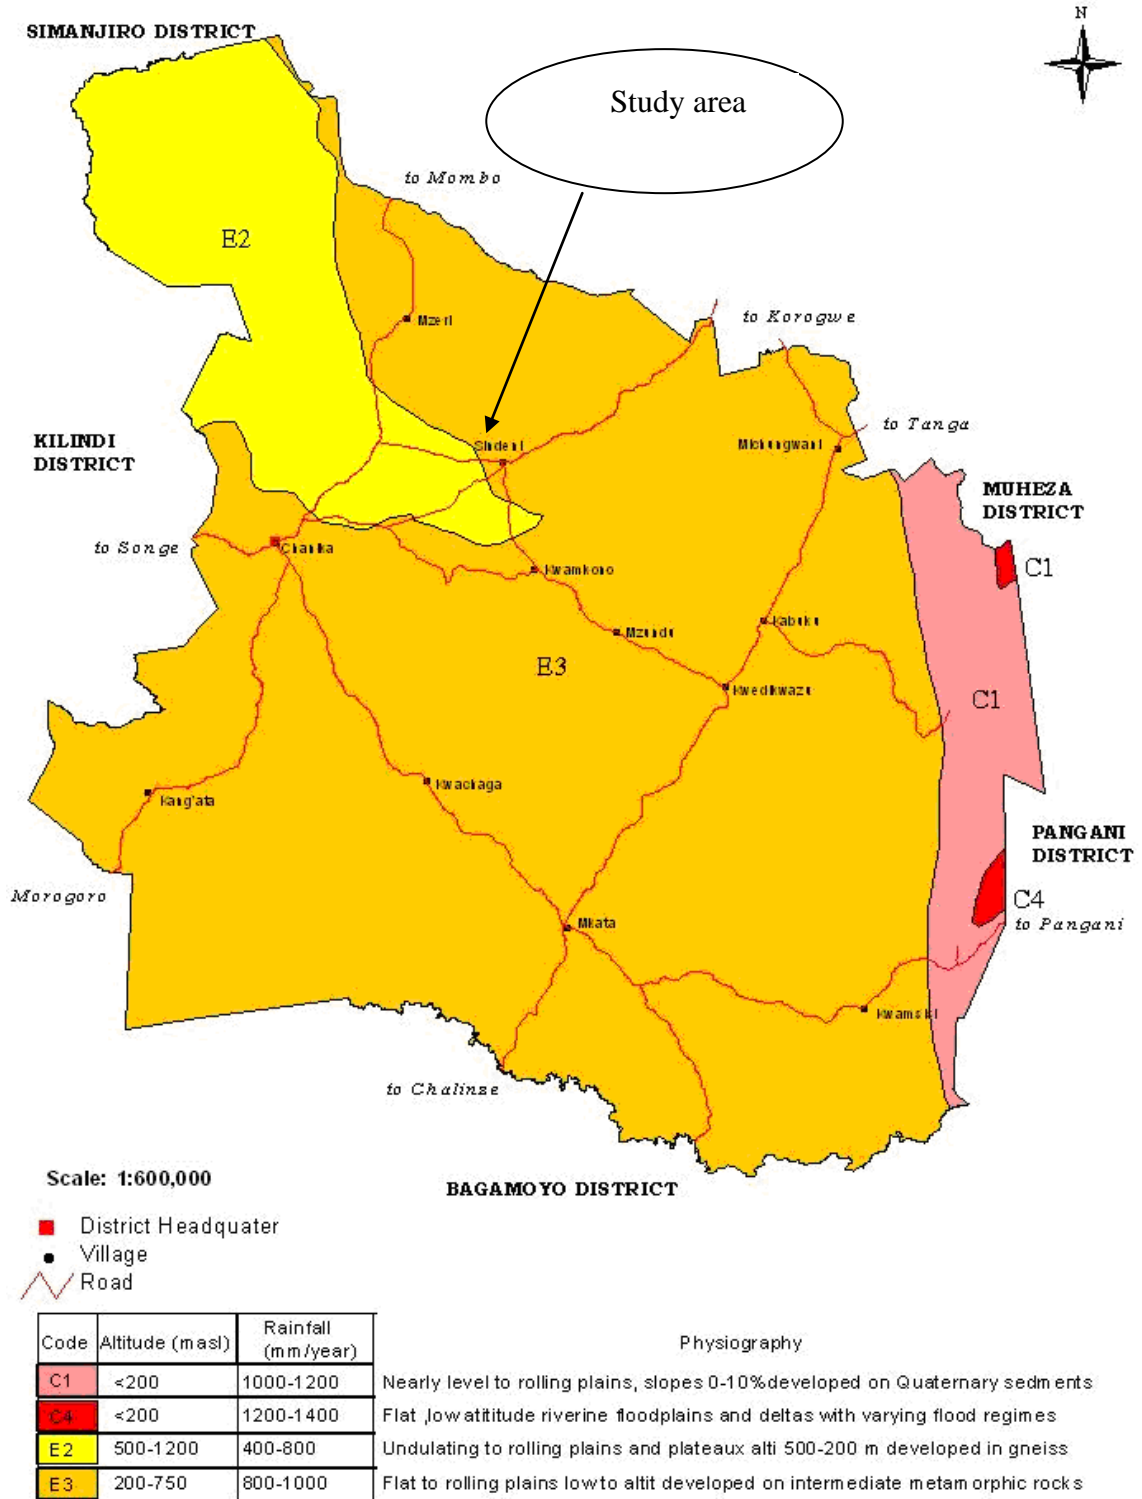 N
SIMANJIRO DISTRICT
Study area
to Mombo
E2
Mzeri
to Korogwe
to Tanga
KILINDI
DISTRICT
Sindeni
Michungwani
MUHEZA
DISTRICT
to Songe
Chanika
C1
Kwamkono
Mzundu
Kabuku
E3
Kwedikwazu
C1
Kang'ata
Kwachaga
PANGANI
DISTRICT
Morogoro
C4
Mkata
to Pangani
Kwamsisi
to Chalinze
Scale: 1:600,000
BAGAMOYO DISTRICT
District Headquater
Village
Road
Code Altitude (masl) Rainfall (mm/year) Physiography
C1 <200 1000-1200 Nearly level to rolling plains, slopes 0-10%developed on Quaternary sediments
C4 <200 1200-1400 Flat ,low atititude riverine floodplains and deltas with varying flood regimes
E2 500-1200 400-800 Undulating to rolling plains and plateaux alti 500-200 m developed in gneiss
E3 200-750 800-1000 Flat to rolling plains low to altit developed on intermediate metamorphic rocks